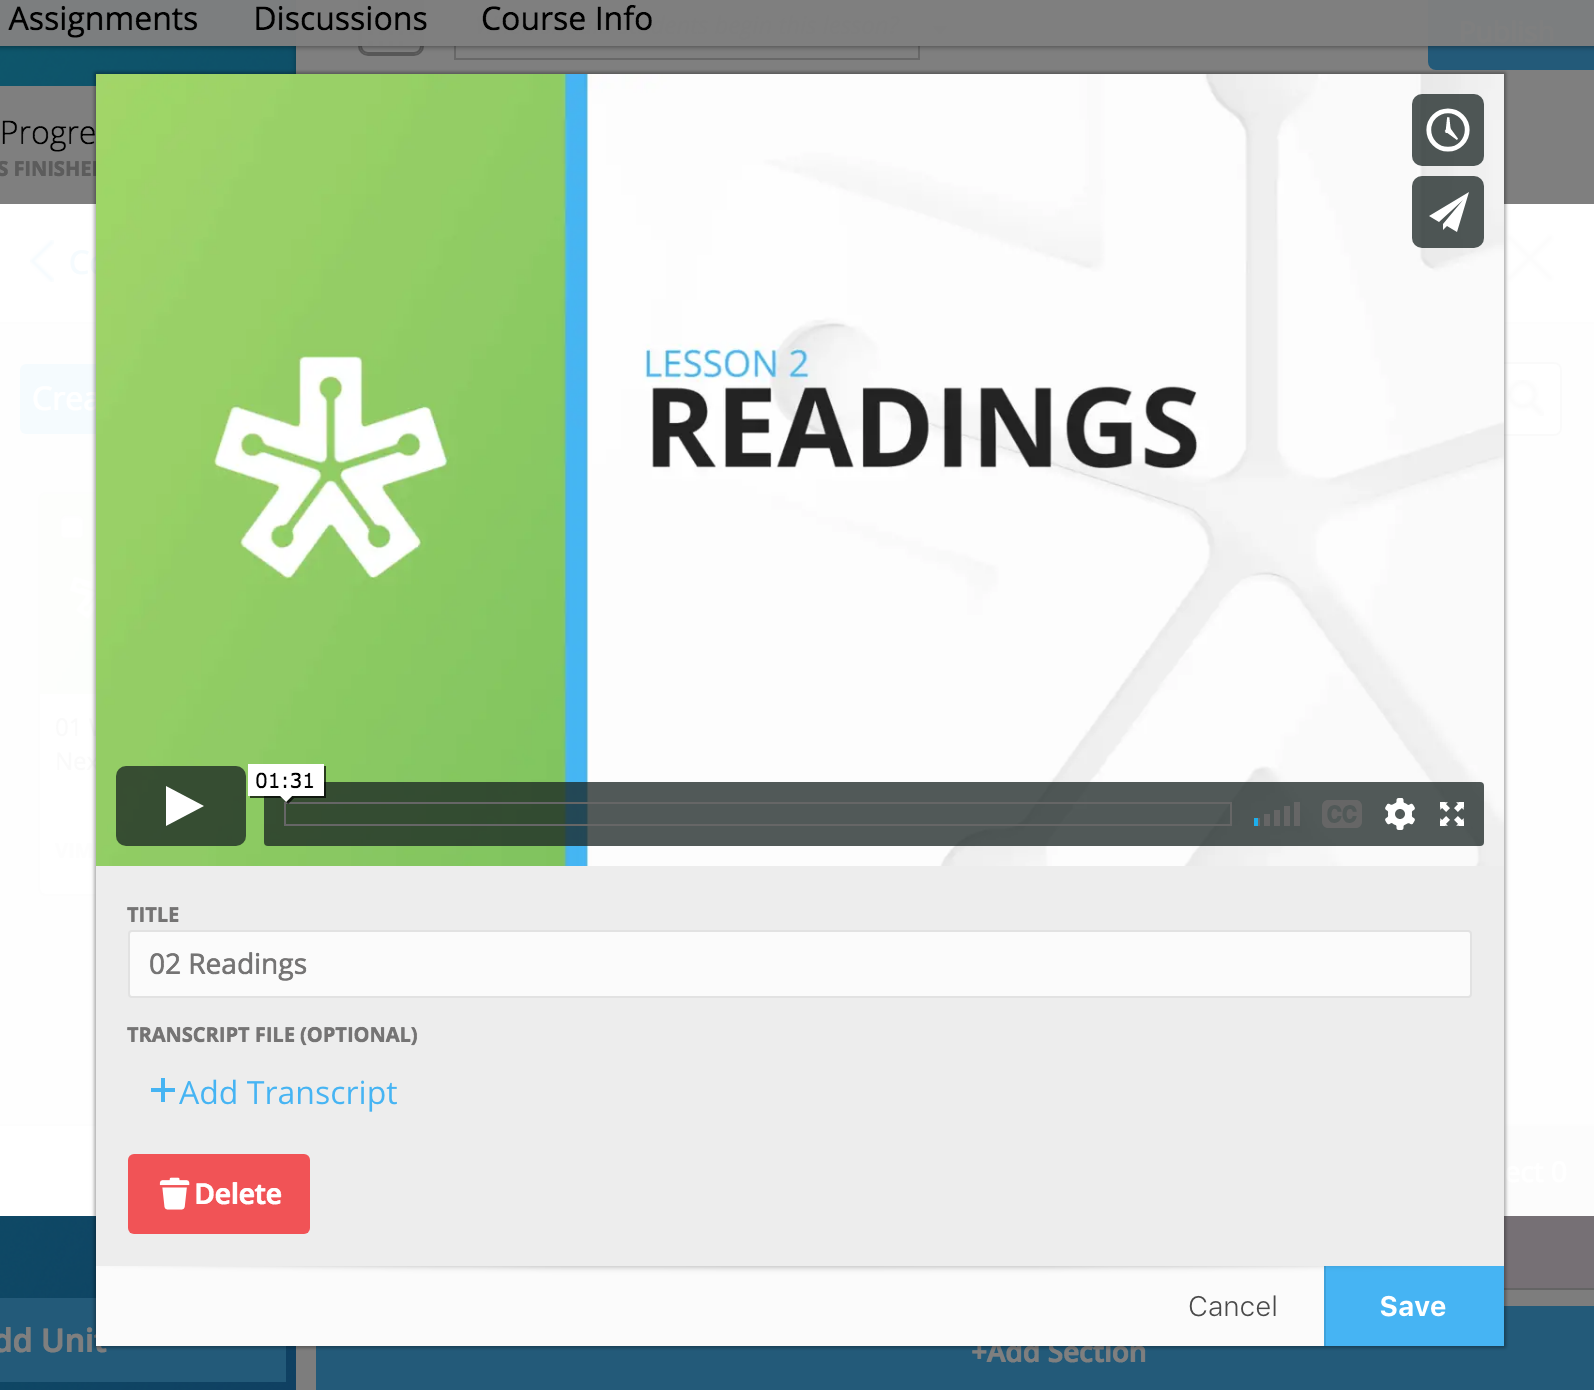 Assignments Discussions Course Info
Progre
S FINISHE
LESSON 2
READINGS
01:31
CC
TITLE
02 Readings
TRANSCRIPT FILE (OPTIONAL)
+Add Transcript
Delete
Cancel Save
dd Unit
+Add Section